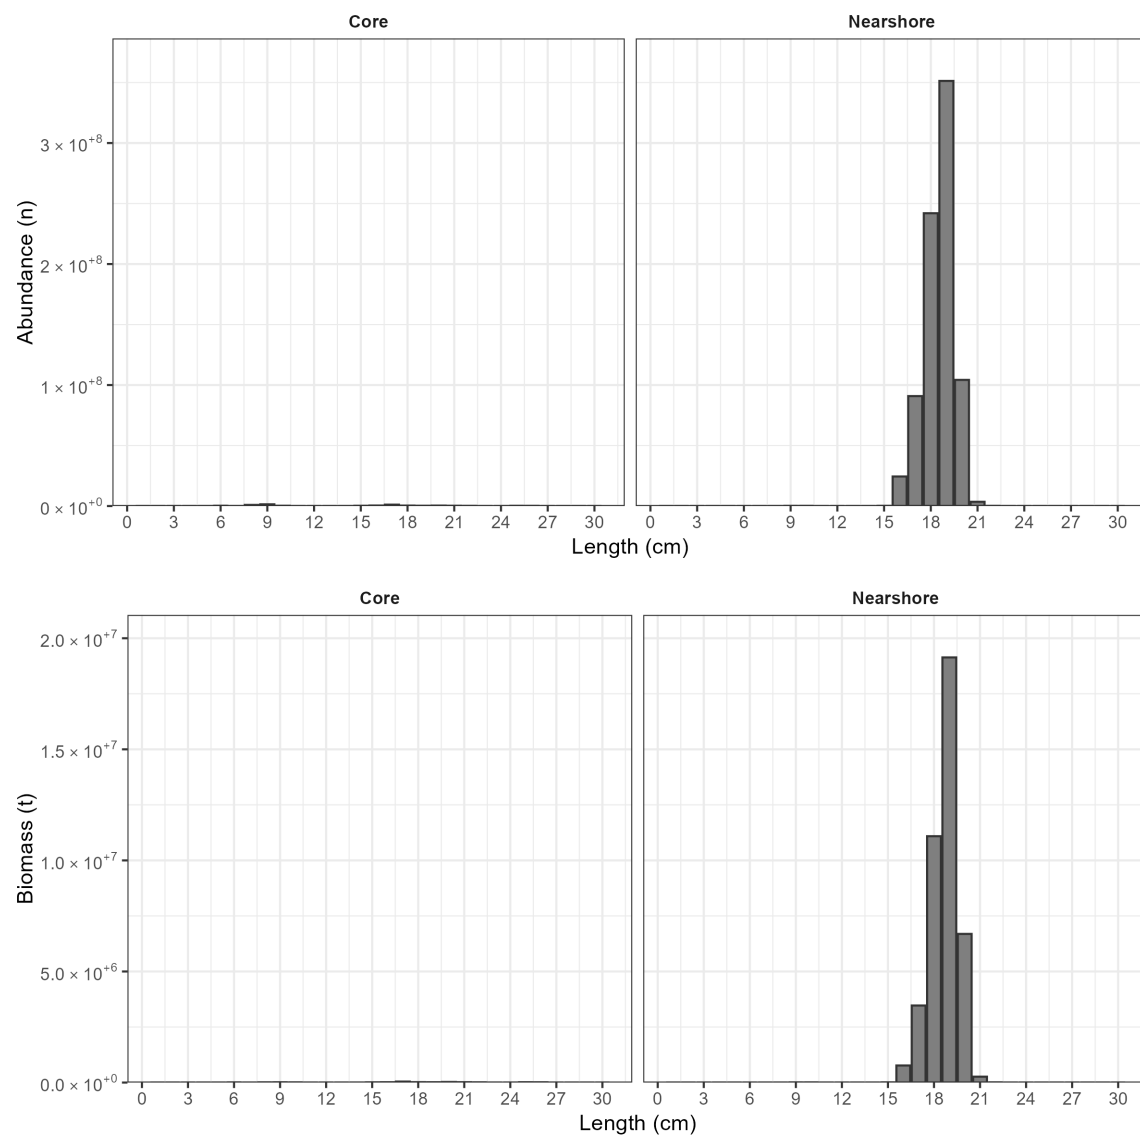 Core Nearshore
Abundance (n)
3 × 10⁺⁸
2 × 10⁺⁸
1 × 10⁺⁸
0 × 10⁺⁰
0 3 6 9 12 15 18 21 24 27 30 0 3 6 9 12 15 18 21 24 27 30
Length (cm)
Core Nearshore
Biomass (t)
2.0 × 10⁺⁷
1.5 × 10⁺⁷
1.0 × 10⁺⁷
5.0 × 10⁺⁶
0.0 × 10⁺⁰
0 3 6 9 12 15 18 21 24 27 30 0 3 6 9 12 15 18 21 24 27 30
Length (cm)